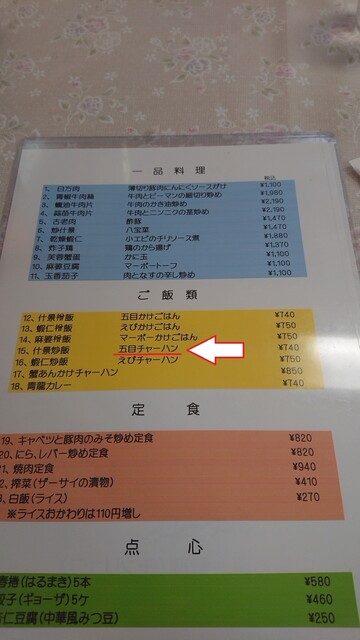 一品料理
税込
1、白方肉 薄切り豚肉にんにくソースがけ ¥1,100
2、青椒牛肉絲 牛肉とピーマンの細切り炒め ¥1,980
3、蠣油牛肉片 牛肉のかき油炒め ¥2,190
4、蒜苗牛肉片 牛肉とニンニクの茎炒め ¥2,190
5、古老肉 酢豚 ¥1,470
6、炒什景 八宝菜 ¥1,470
7、乾燥蝦仁 小エビのチリソース煮 ¥1,880
8、炸子鶏 鶏のから揚げ ¥1,370
9、芙蓉蟹蛋 かに玉 ¥1,100
10、麻婆豆腐 マーボートーフ ¥1,100
11、玉香茄子 肉となすの辛し炒め ¥1,100
ご飯類
12、什景燴飯 五目かけごはん ¥740
13、蝦仁燴飯 えびかけごはん ¥750
14、麻婆燴飯 マーボーかけごはん ¥750
15、什景炒飯 五目チャーハン ¥740
16、蝦仁炒飯 えびチャーハン ¥750
17、蟹あんかけチャーハン ¥850
18、青龍カレー ¥740
定食
19、キャベツと豚肉のみそ炒め定食 ¥820
20、にら、レバー炒め定食 ¥820
21、焼肉定食 ¥940
2、搾菜(ザーサイの漬物) ¥410
3、白飯(ライス) ¥270
※ライスおかわりは110円増し
点心
春捲(はるまき)5本 ¥580
餃子(ギョーザ)5ケ ¥460
杏仁豆腐(中華風みつ豆) ¥250